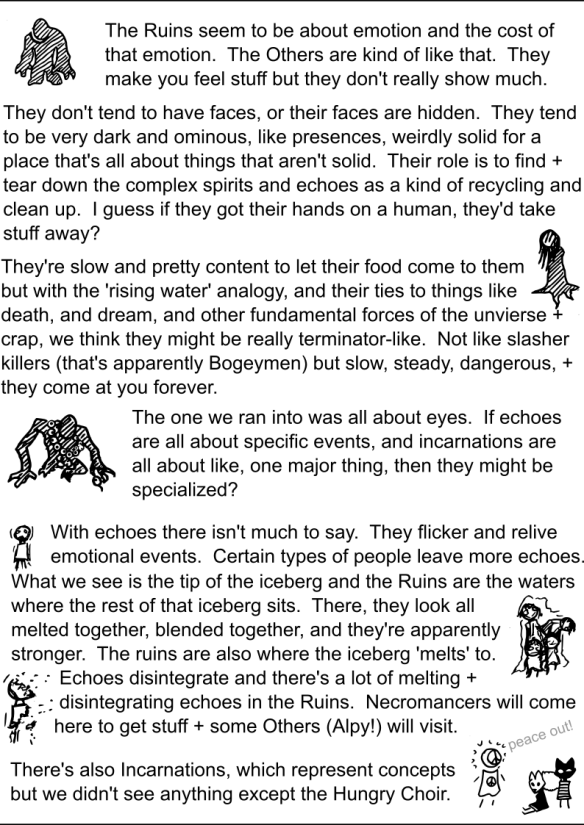 The Ruins seem to be about emotion and the cost of
that emotion.  The Others are kind of like that.  They
make you feel stuff but they don't really show much.
They don't tend to have faces, or their faces are hidden.  They tend
to be very dark and ominous, like presences, weirdly solid for a
place that's all about things that aren't solid.  Their role is to find +
tear down the complex spirits and echoes as a kind of recycling and
clean up.  I guess if they got their hands on a human, they'd take
stuff away?
They're slow and pretty content to let their food come to them
but with the 'rising water' analogy, and their ties to things like
death, and dream, and other fundamental forces of the unvierse +
crap, we think they might be really terminator-like.  Not like slasher
killers (that's apparently Bogeymen) but slow, steady, dangerous, +
they come at you forever.
The one we ran into was all about eyes.  If echoes
are all about specific events, and incarnations are
all about like, one major thing, then they might be
specialized?
With echoes there isn't much to say.  They flicker and relive
emotional events.  Certain types of people leave more echoes.
What we see is the tip of the iceberg and the Ruins are the waters
where the rest of that iceberg sits.  There, they look all
melted together, blended together, and they're apparently
stronger.  The ruins are also where the iceberg 'melts' to.
Echoes disintegrate and there's a lot of melting +
disintegrating echoes in the Ruins.  Necromancers will come
here to get stuff + some Others (Alpy!) will visit.
peace out!
There's also Incarnations, which represent concepts
but we didn't see anything except the Hungry Choir.